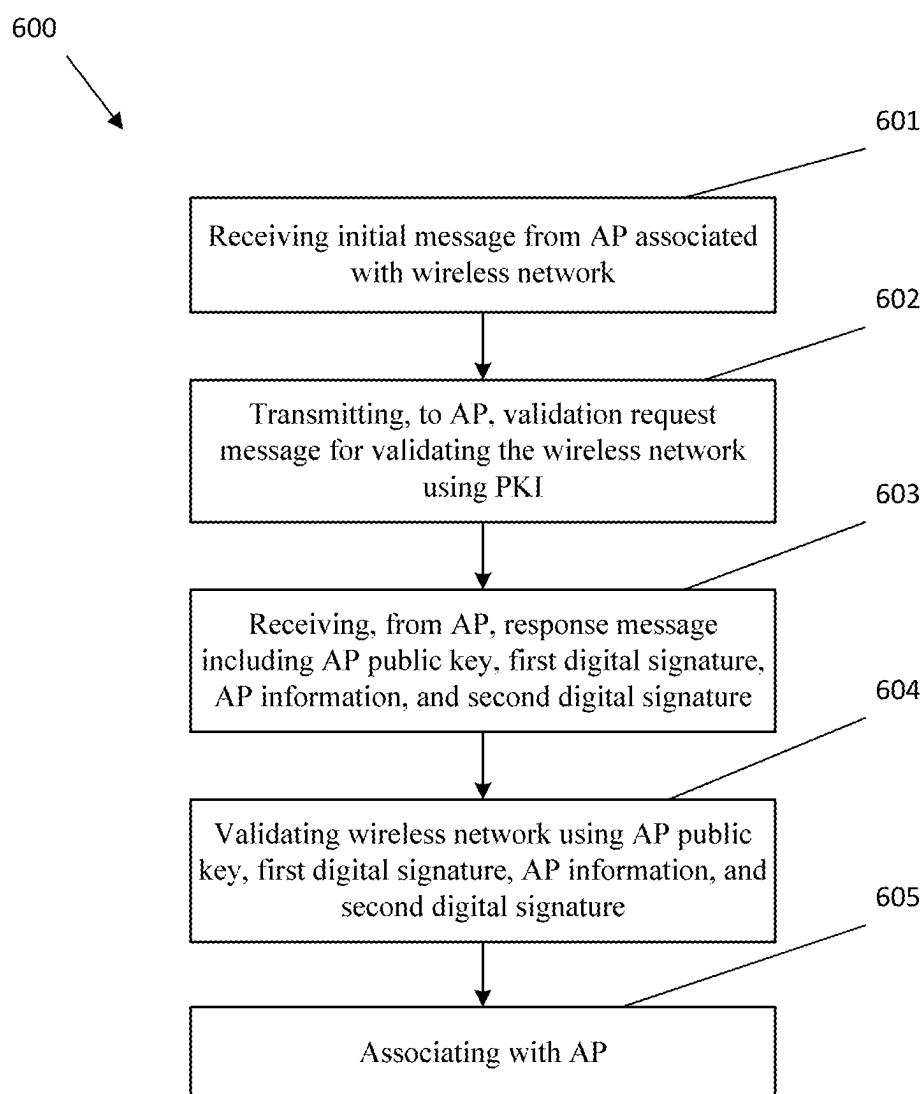 600
601
Receiving initial message from AP associated
with wireless network
602
Transmitting, to AP, validation request
message for validating the wireless network
using PKI
603
Receiving, from AP, response message
including AP public key, first digital signature,
AP information, and second digital signature
604
Validating wireless network using AP public
key, first digital signature, AP information, and
second digital signature
605
Associating with AP